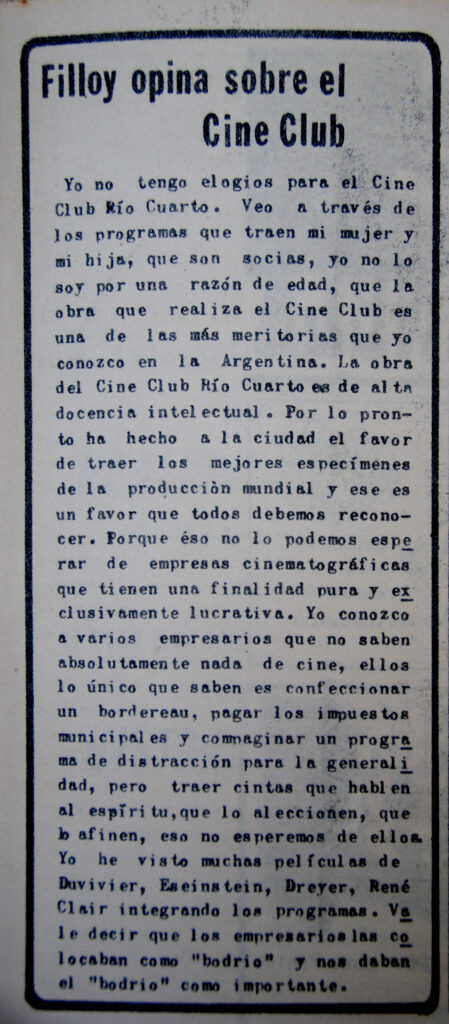 Filloy opina sobre el
Cine Club
Yo no tengo elogios para el Cine
Club Río Cuarto. Veo a través de
los programas que traen mi mujer y
mi hija, que son socias, yo no lo
soy por una razón de edad, que la
obra que realiza el Cine Club es
una de las más meritorias que yo
conozco en la Argentina. La obra
del Cine Club Río Cuarto es de alta
docencia intelectual. Por lo pron-
to ha hecho a la ciudad el favor
de traer los mejores especímenes
de la producciòn mundial y ese es
un favor que todos debemos recono-
cer. Porque éso no lo podemos espe
rar de empresas cinematográficas
que tienen una finalidad pura y ex
clusivamente lucrativa. Yo conozco
a varios empresarios que no saben
absolutamente nada de cine, ellos
lo único que saben es confeccionar
un bordereau, pagar los impuestos
municipales y compaginar un progra
ma de distracción para la generali
dad, pero traer cintas que hablen
al espíritu,que lo aleccionen, que
lo afinen, eso no esperemos de ellos.
Yo he visto muchas películas de
Duvivier, Eseinstein, Dreyer, René
Clair integrando los programas. Va
le decir que los empresarios las co
locaban como "bodrio" y nos daban
el "bodrio" como importante.